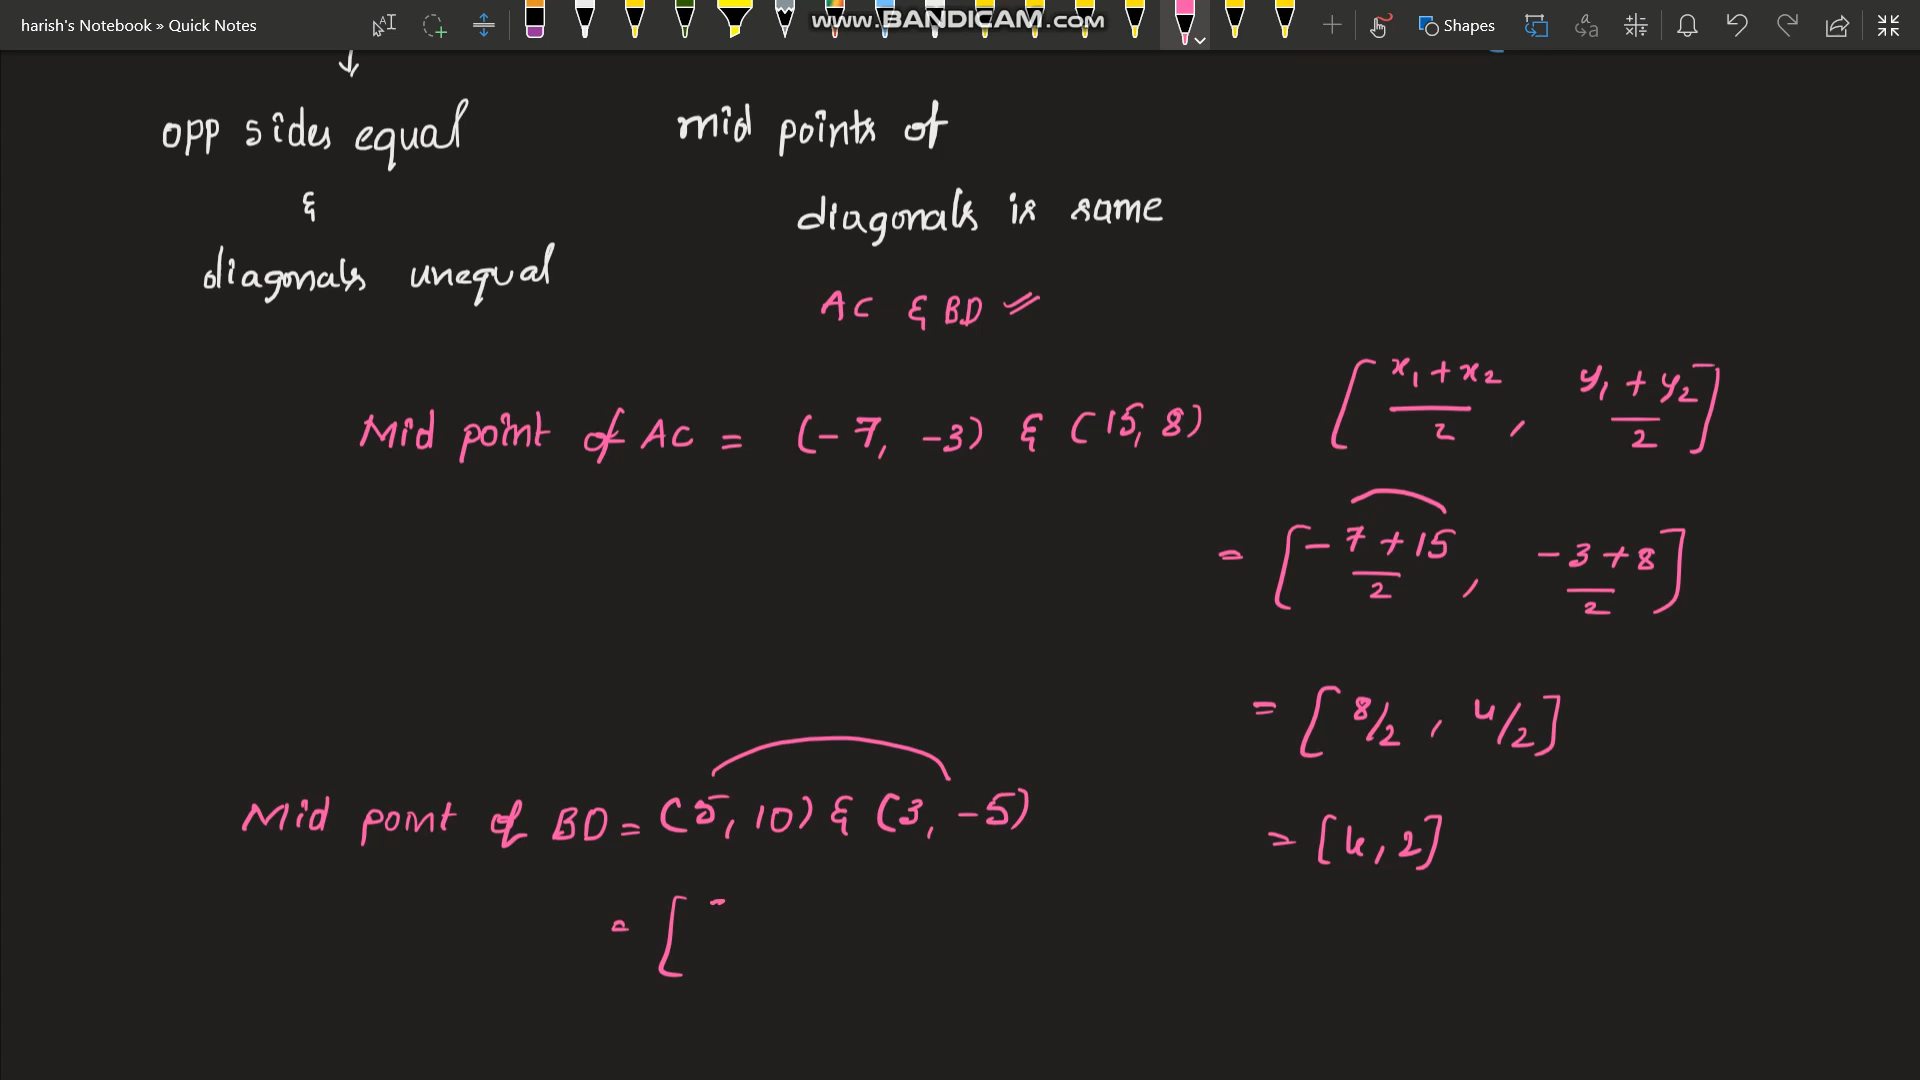 harish's Notebook » Quick Notes
www.BANDICAM.com
Shapes
opp sides equal
&
diagonals unequal
mid points of
diagonals is same
AC & BD
Mid point of AC = (-7, -3) & (15, 8)
[x₁+x₂/2, y₁+y₂/2]
= [-7+15/2, -3+8/2]
= [8/2, 4/2]
= [4, 2]
Mid point of BD = (5, 10) & (3, -5)
= [